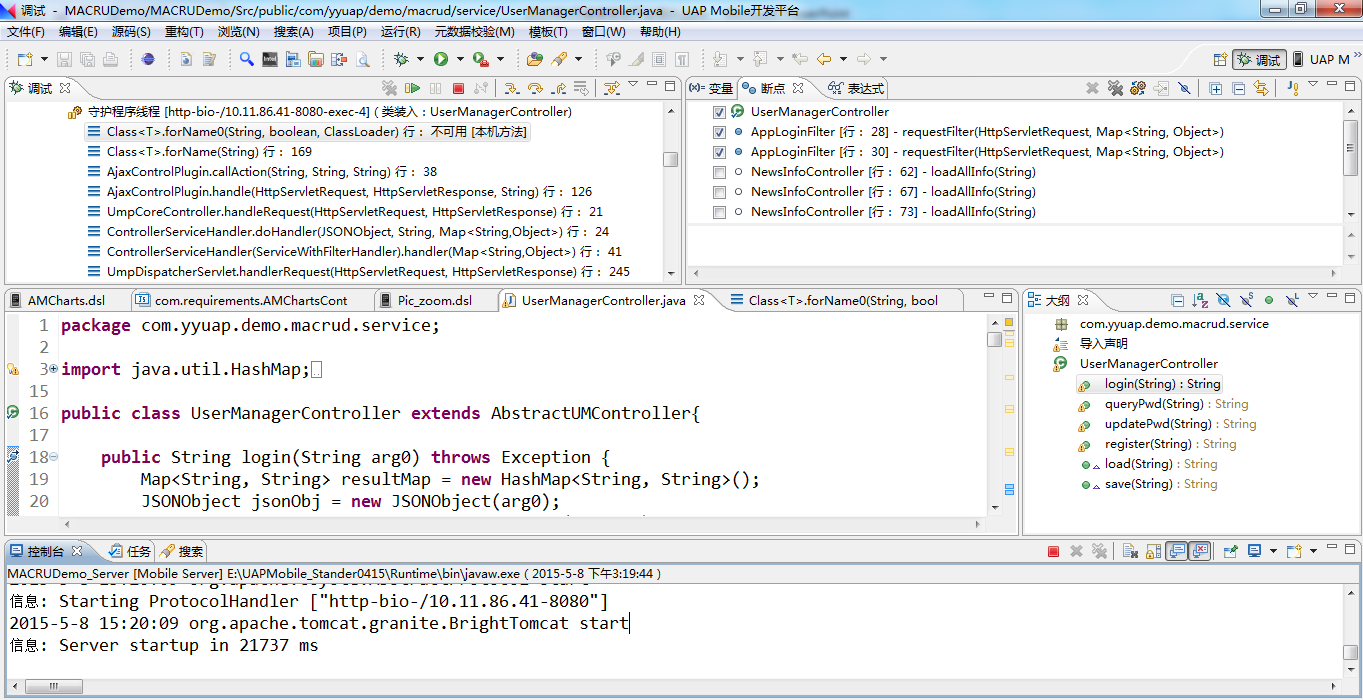 调试 - MACRUDemo/MACRUDemo/Src/public/com/yyuap/demo/macrud/service/UserManagerController.java - UAP Mobile开发平台
文件(F) 编辑(E) 源码(S) 重构(T) 浏览(N) 搜索(A) 项目(P) 运行(R) 元数据校验(M) 模板(T) 窗口(W) 帮助(H)
调试 UAP M
调试
守护程序线程 [http-bio-/10.11.86.41-8080-exec-4] ( 类装入：UserManagerController)
Class<T>.forName0(String, boolean, ClassLoader) 行：不可用 [本机方法]
Class<T>.forName(String) 行：169
AjaxControlPlugin.callAction(String, String, String) 行：38
AjaxControlPlugin.handle(HttpServletRequest, HttpServletResponse, String) 行：126
UmpCoreController.handleRequest(HttpServletRequest, HttpServletResponse) 行：21
ControllerServiceHandler.doHandler(JSONObject, String, Map<String,Object>) 行：24
ControllerServiceHandler(ServiceWithFilterHandler).handler(Map<String,Object>) 行：41
UmpDispatcherServlet.handlerRequest(HttpServletRequest, HttpServletResponse) 行：245
(x)= 变量 断点 表达式
UserManagerController
AppLoginFilter [行：28] - requestFilter(HttpServletRequest, Map<String, Object>)
AppLoginFilter [行：30] - requestFilter(HttpServletRequest, Map<String, Object>)
NewsInfoController [行：62] - loadAllInfo(String)
NewsInfoController [行：67] - loadAllInfo(String)
NewsInfoController [行：73] - loadAllInfo(String)
AMCharts.dsl com.requirements.AMChartsCont Pic_zoom.dsl UserManagerController.java Class<T>.forName0(String, bool
1 package com.yyuap.demo.macrud.service;
2
3 import java.util.HashMap;
15
16 public class UserManagerController extends AbstractUMController{
17
18 public String login(String arg0) throws Exception {
19 Map<String, String> resultMap = new HashMap<String, String>();
20 JSONObject jsonObj = new JSONObject(arg0);
大纲
com.yyuap.demo.macrud.service
导入声明
UserManagerController
login(String) : String
queryPwd(String) : String
updatePwd(String) : String
register(String) : String
load(String) : String
save(String) : String
控制台 任务 搜索
MACRUDemo_Server [Mobile Server] E:\UAPMobile_Stander0415\Runtime\bin\javaw.exe ( 2015-5-8 下午3:19:44 )
信息: Starting ProtocolHandler ["http-bio-/10.11.86.41-8080"]
2015-5-8 15:20:09 org.apache.tomcat.granite.BrightTomcat start
信息: Server startup in 21737 ms